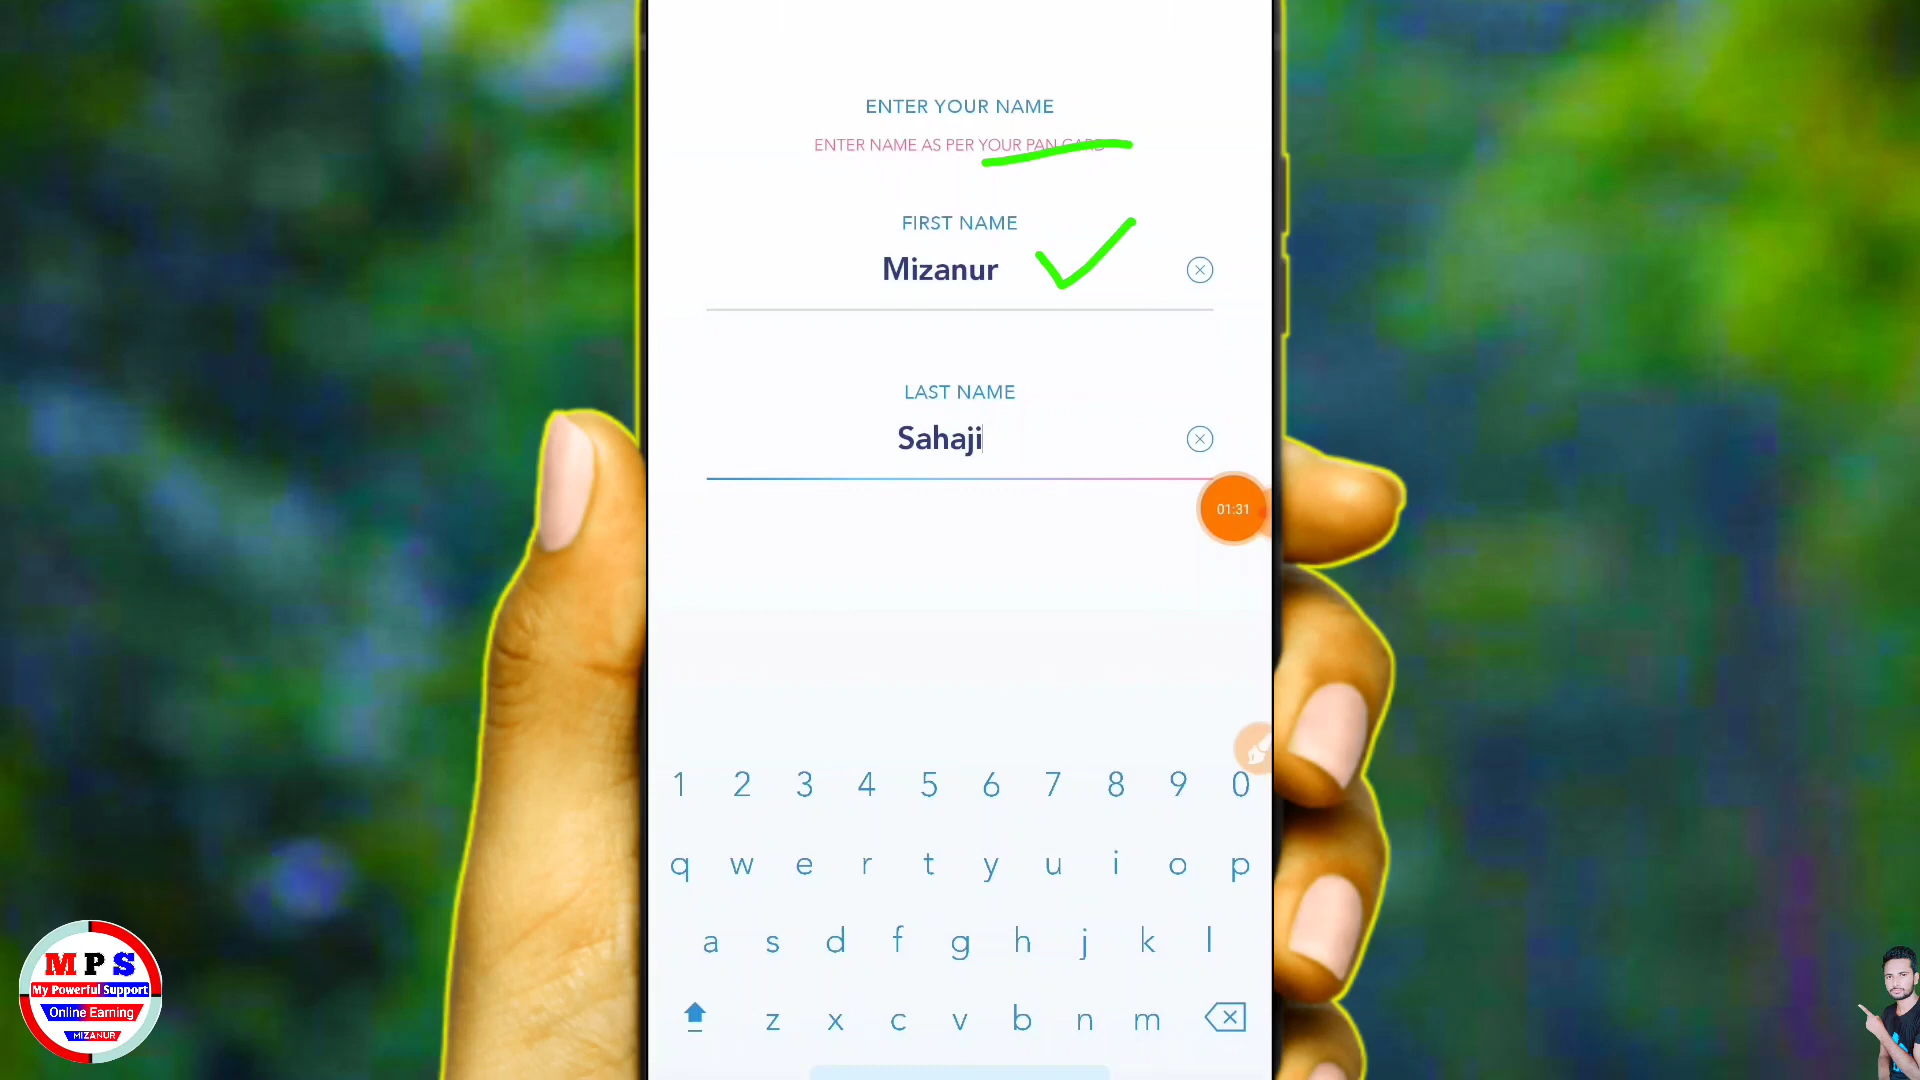 ENTER YOUR NAME
ENTER NAME AS PER YOUR PAN CARD
FIRST NAME
Mizanur
LAST NAME
Sahaji
01:31
1 2 3 4 5 6 7 8 9 0
q w e r t y u i o p
a s d f g h j k l
z x c v b n m
M P S
My Powerful Support
Online Earning
MIZANUR